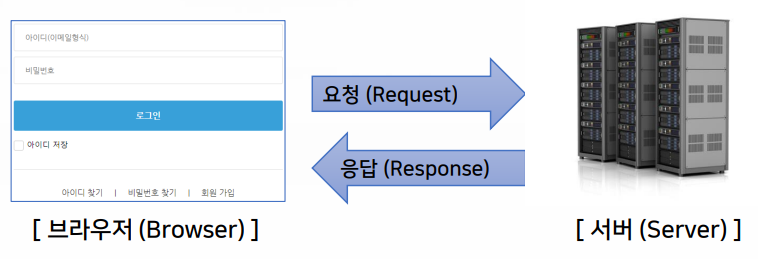 아이디(이메일형식)
비밀번호
로그인
아이디 저장
아이디 찾기 | 비밀번호 찾기 | 회원 가입
요청 (Request)
응답 (Response)
[ 브라우저 (Browser) ]
[ 서버 (Server) ]